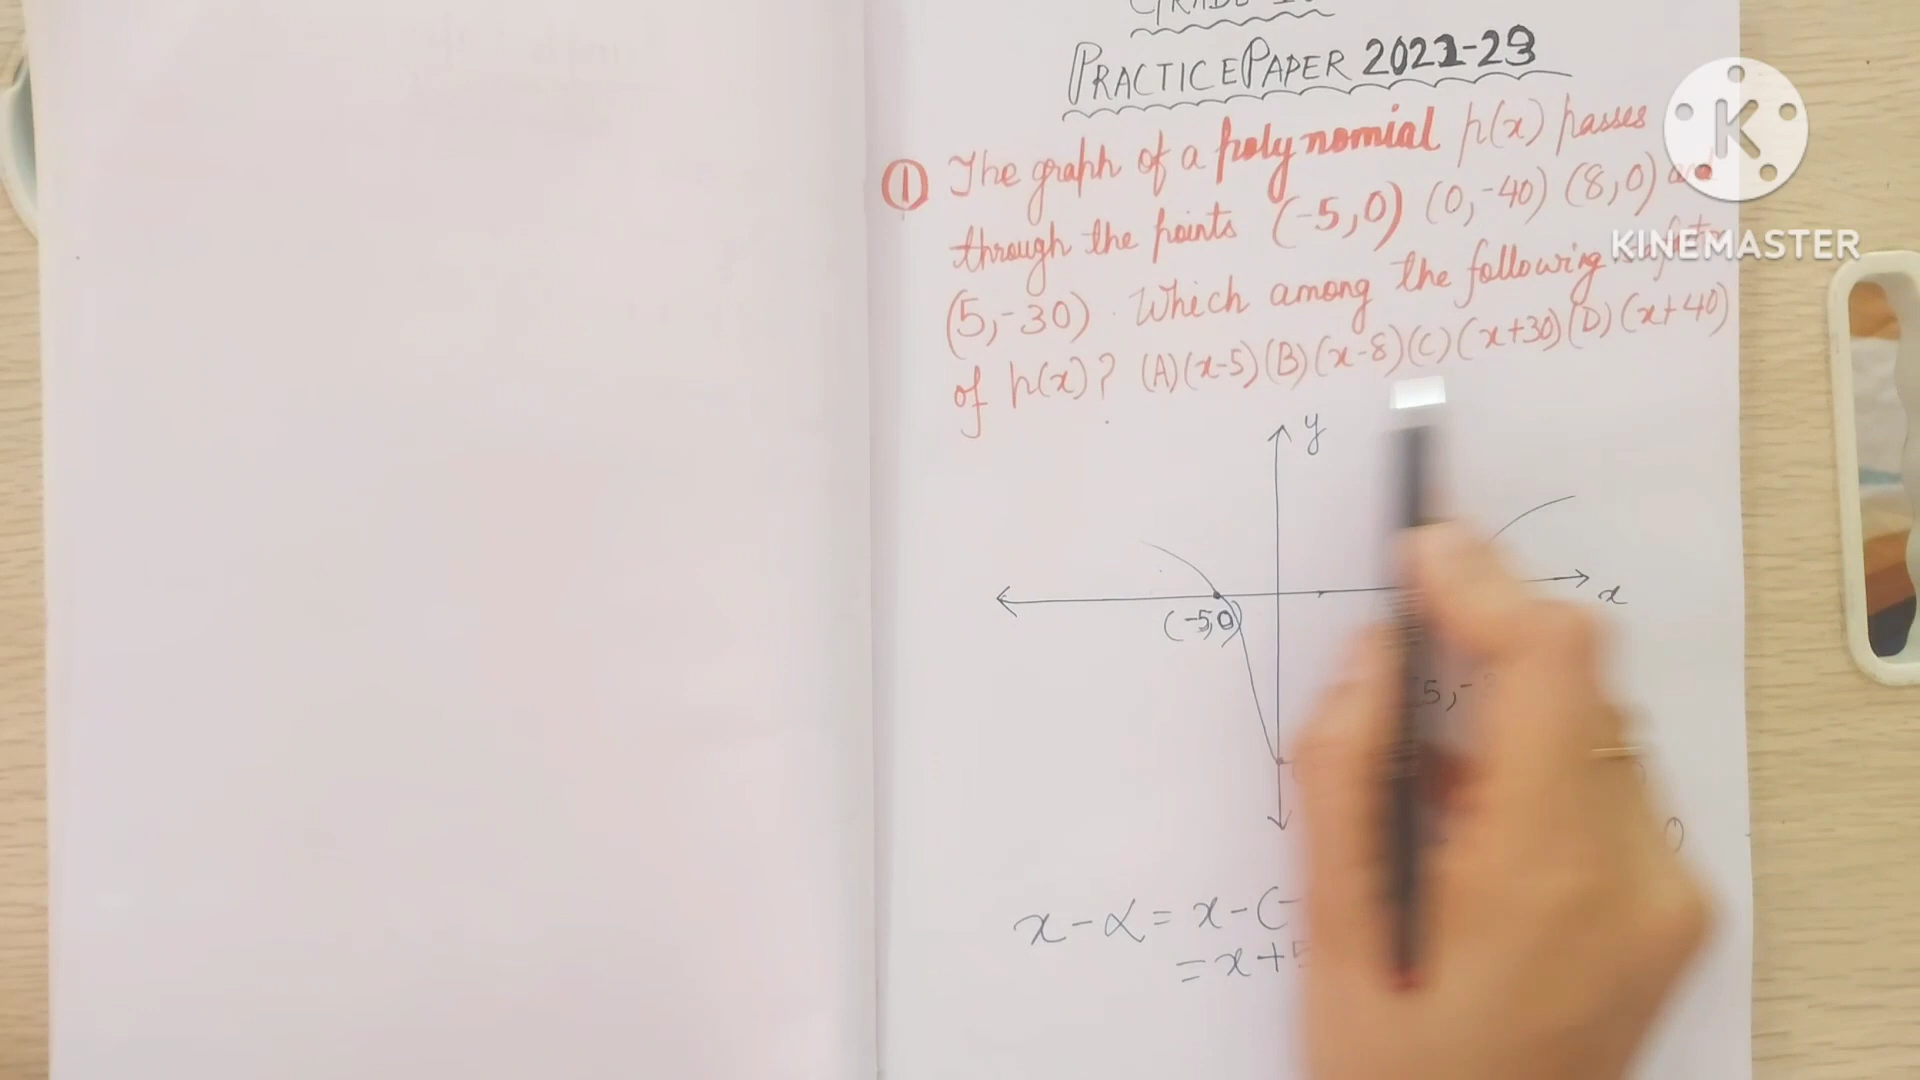 PRACTICE PAPER 2022-23
① The graph of a polynomial p(x) passes
through the points (-5,0) (0,-40) (8,0) and
(5,-30). Which among the following
of p(x)? (A)(x-5)(B)(x-8)(C)(x+30)(D)(x+40)
y
x
(-5,0)
x-α = x-(-
= x+5
K
KINEMASTER